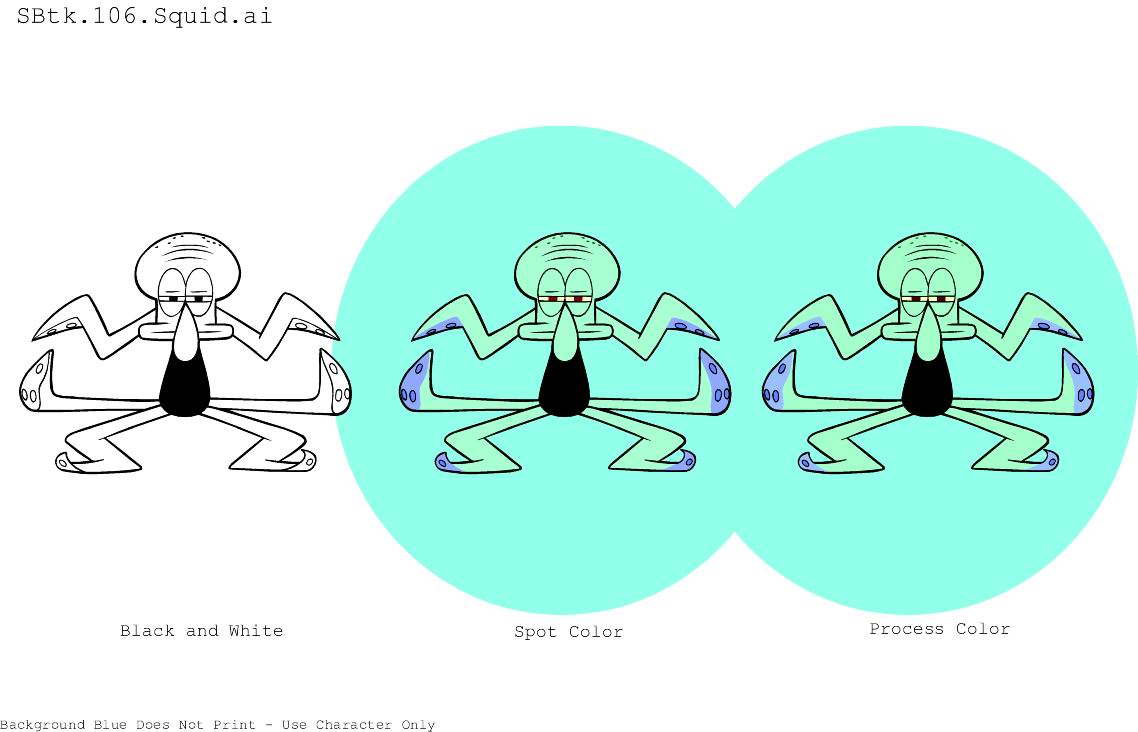 SBtk.106.Squid.ai
Black and White
Spot Color
Process Color
Background Blue Does Not Print - Use Character Only